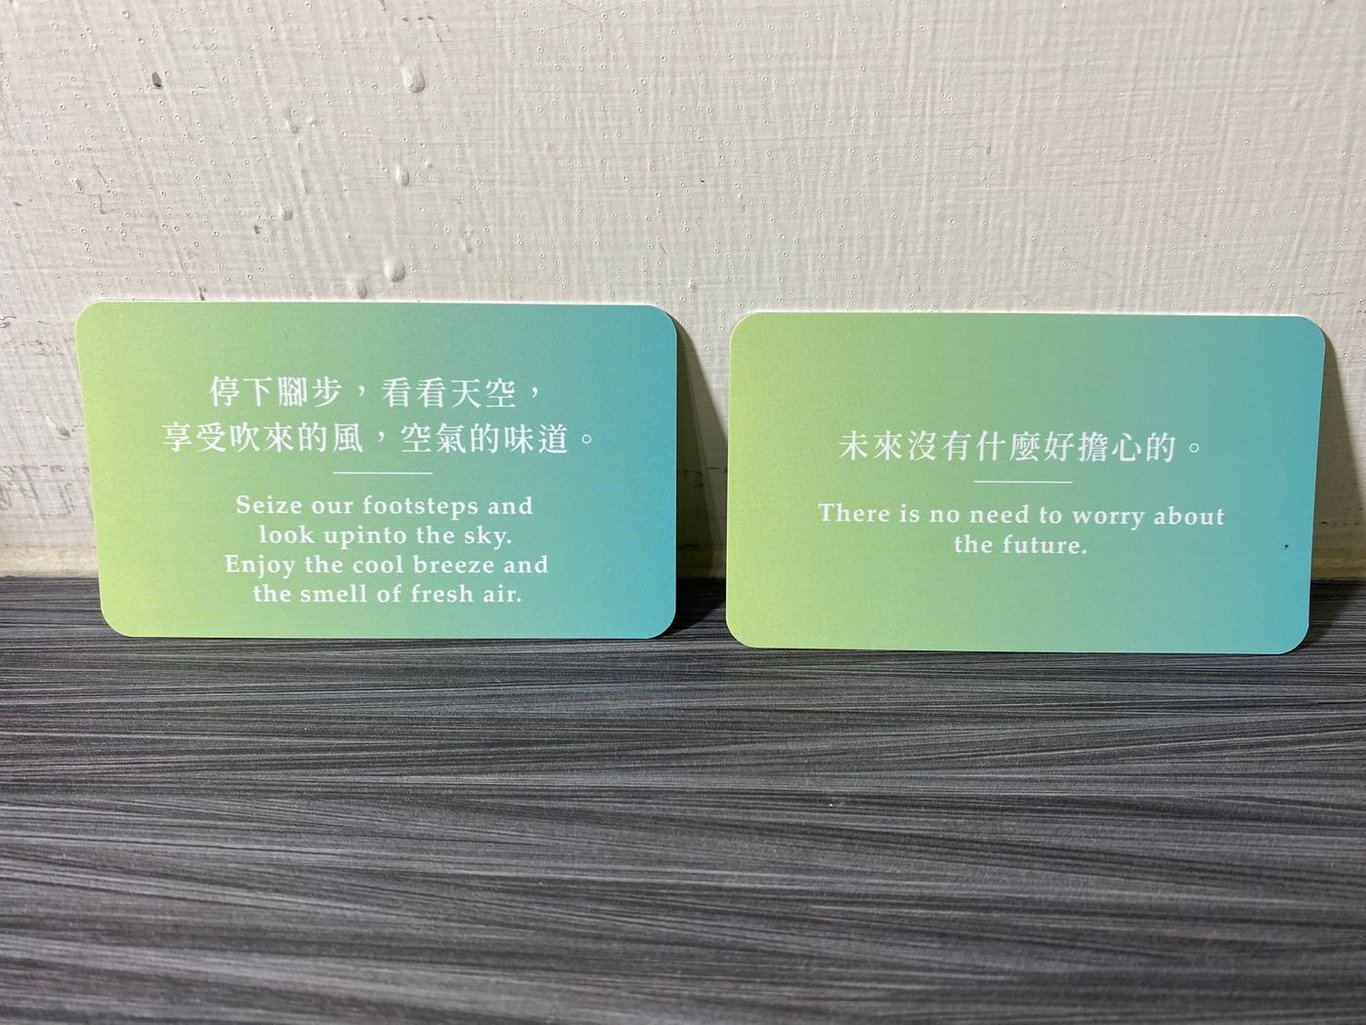 停下腳步，看看天空，
享受吹來的風，空氣的味道。
Seize our footsteps and
look upinto the sky.
Enjoy the cool breeze and
the smell of fresh air.
未來沒有什麼好擔心的。
There is no need to worry about
the future.